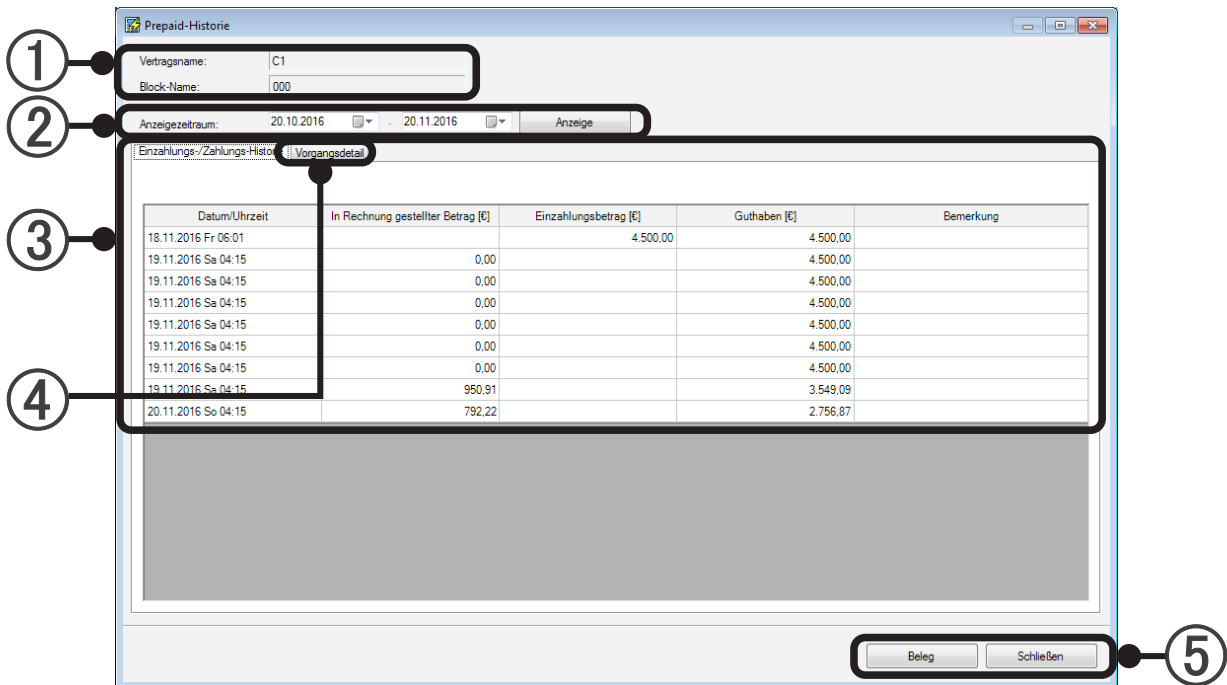 Prepaid-Historie
① Vertragsname: C1
Block-Name: 000
② Anzeigezeitraum: 20.10.2016 - 20.11.2016 Anzeige
Einzahlungs-/Zahlungs-Histor Vorgangsdetail
Datum/Uhrzeit In Rechnung gestellter Betrag [€] Einzahlungsbetrag [€] Guthaben [€] Bemerkung
③ 18.11.2016 Fr 06:01 4.500,00 4.500,00
19.11.2016 Sa 04:15 0,00 4.500,00
19.11.2016 Sa 04:15 0,00 4.500,00
19.11.2016 Sa 04:15 0,00 4.500,00
19.11.2016 Sa 04:15 0,00 4.500,00
19.11.2016 Sa 04:15 0,00 4.500,00
19.11.2016 Sa 04:15 0,00 4.500,00
④ 19.11.2016 Sa 04:15 950,91 3.549,09
20.11.2016 So 04:15 792,22 2.756,87
Beleg Schließen ⑤